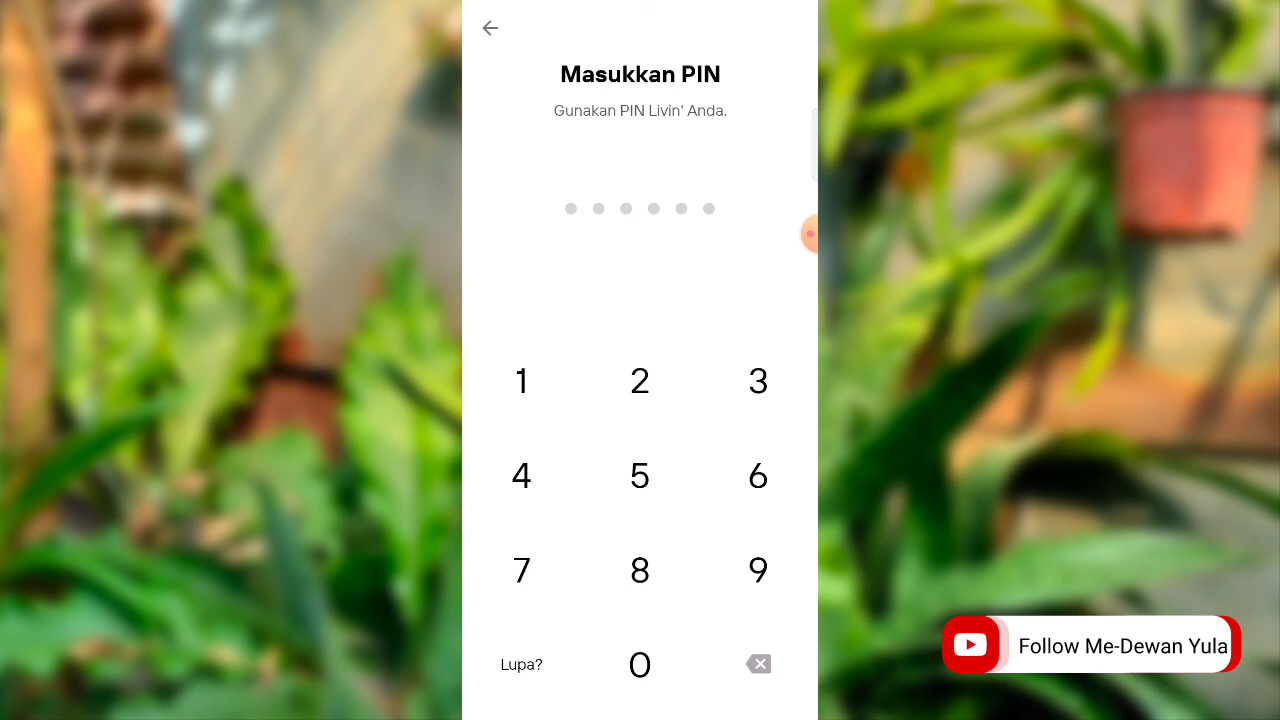 Masukkan PIN
Gunakan PIN Livin' Anda.
1 2 3
4 5 6
7 8 9
Lupa? 0
Follow Me-Dewan Yula